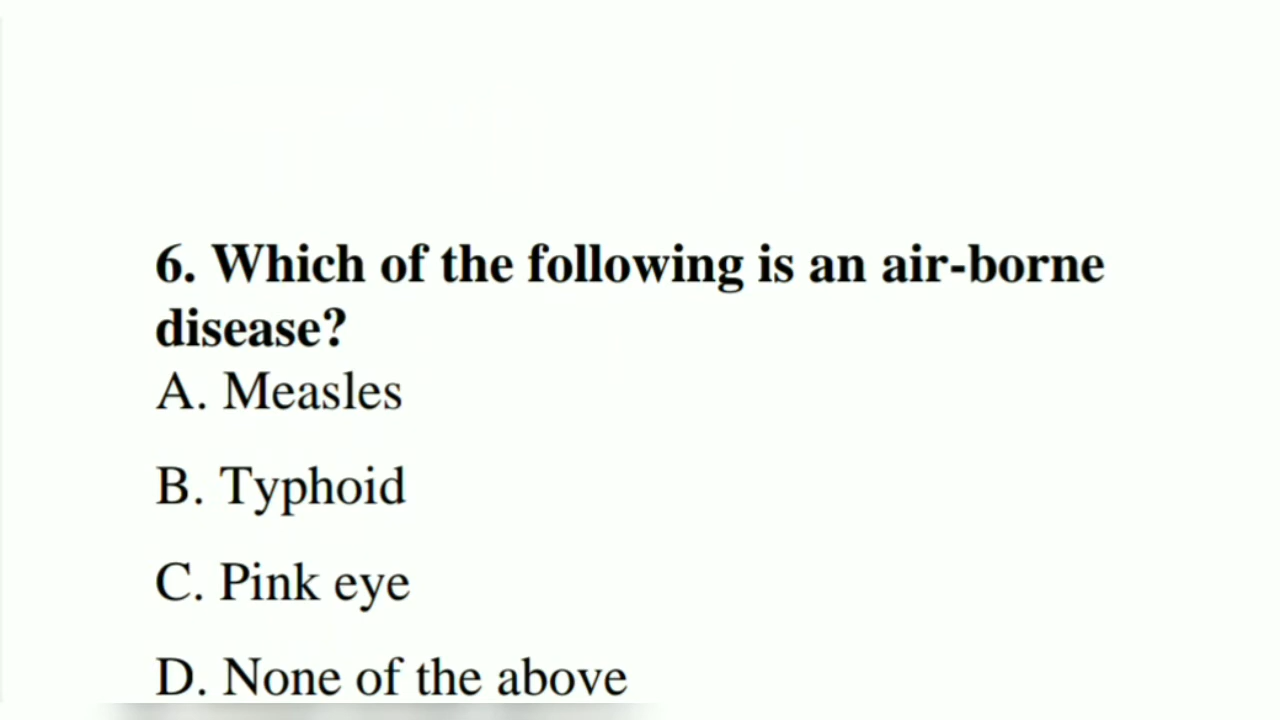 6. Which of the following is an air-borne
disease?
A. Measles
B. Typhoid
C. Pink eye
D. None of the above